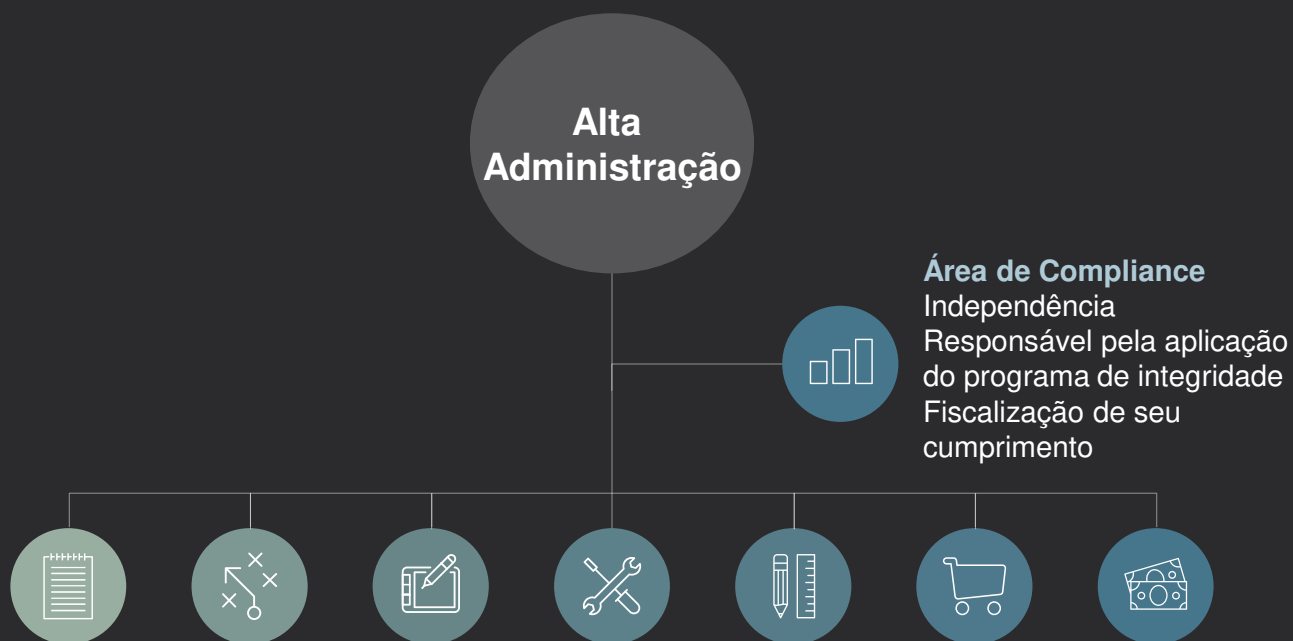 Alta
Administração
Área de Compliance
Independência
Responsável pela aplicação
do programa de integridade
Fiscalização de seu
cumprimento